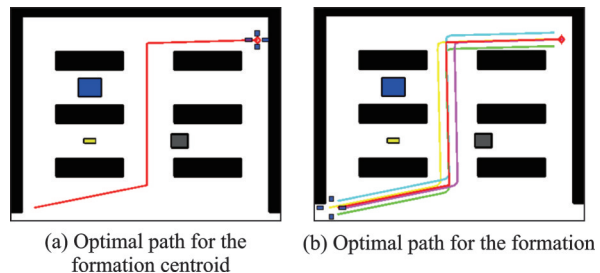 (a) Optimal path for the
formation centroid
(b) Optimal path for the formation